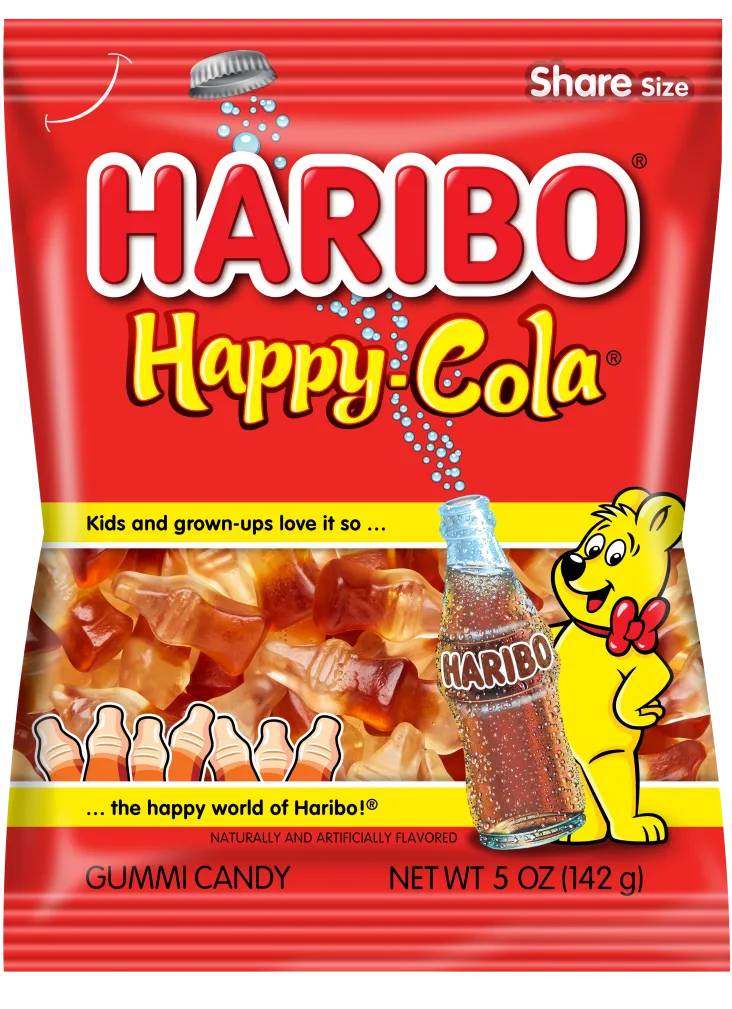 Share Size
HARIBO®
Happy-Cola®
Kids and grown-ups love it so ...
HARIBO
... the happy world of Haribo!®
NATURALLY AND ARTIFICIALLY FLAVORED
GUMMI CANDY NET WT 5 OZ (142 g)